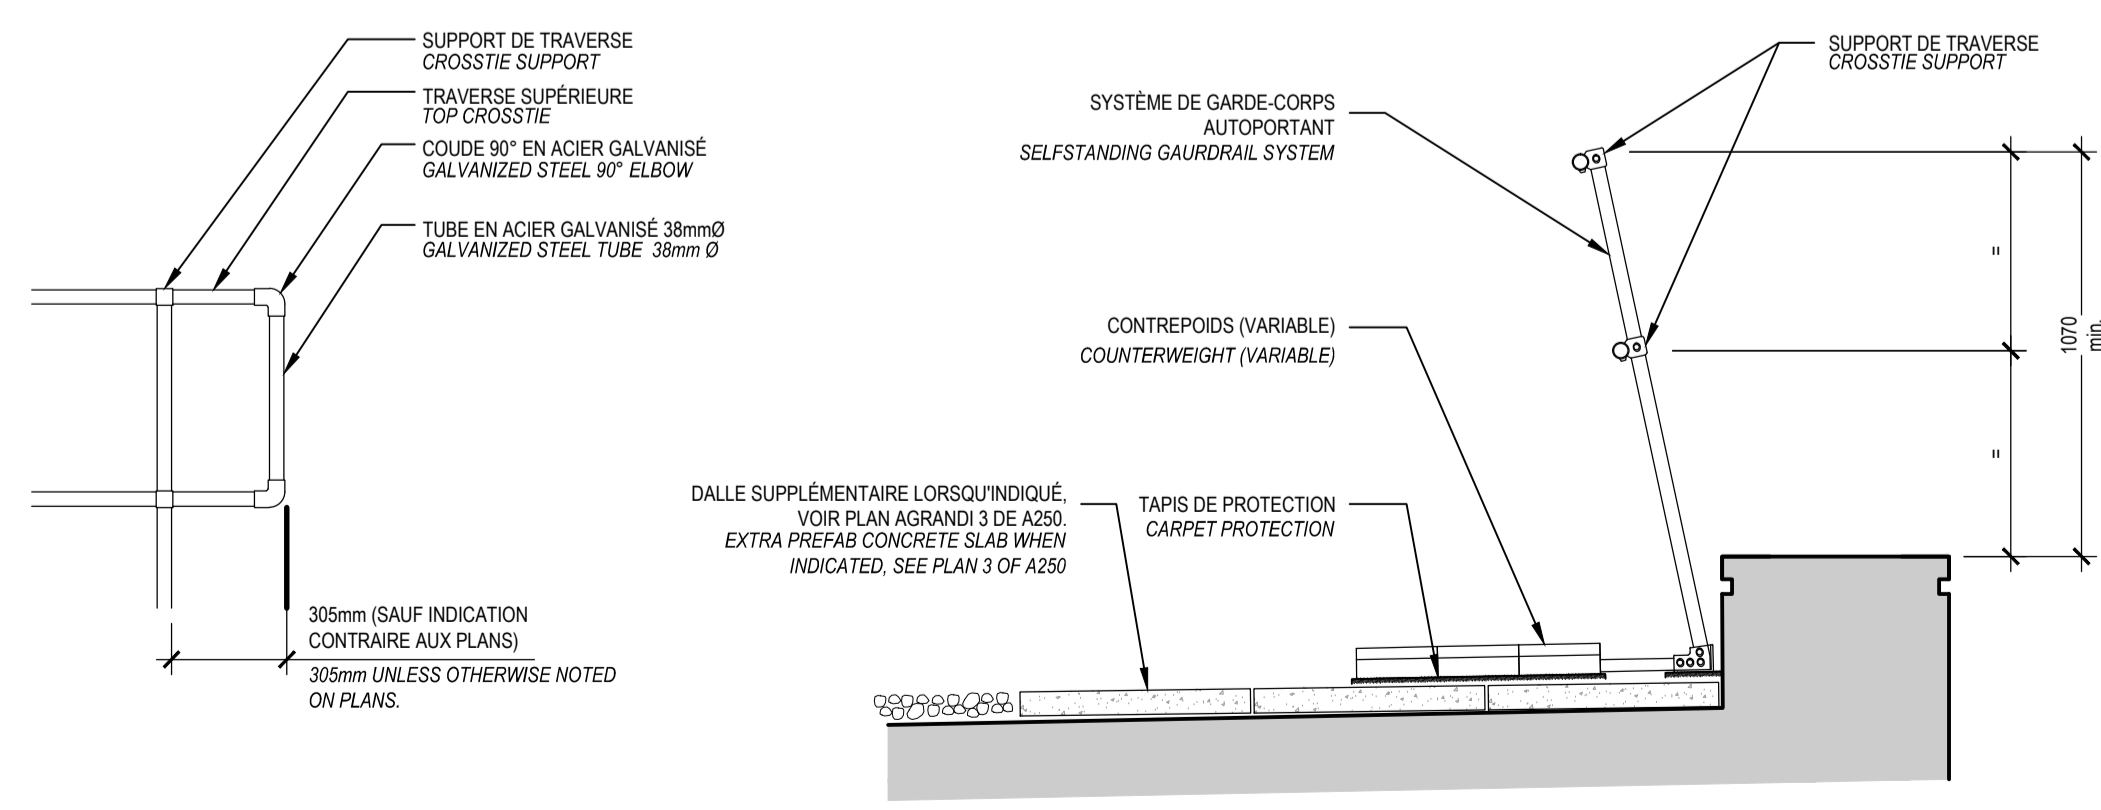 SUPPORT DE TRAVERSE
CROSSTIE SUPPORT
TRAVERSE SUPÉRIEURE
TOP CROSSTIE
COUDE 90° EN ACIER GALVANISÉ
GALVANIZED STEEL 90° ELBOW
TUBE EN ACIER GALVANISÉ 38mmØ
GALVANIZED STEEL TUBE 38mm Ø
305mm (SAUF INDICATION
CONTRAIRE AUX PLANS)
305mm UNLESS OTHERWISE NOTED
ON PLANS.
SUPPORT DE TRAVERSE
CROSSTIE SUPPORT
SYSTÈME DE GARDE-CORPS
AUTOPORTANT
SELFSTANDING GAURDRAIL SYSTEM
CONTREPOIDS (VARIABLE)
COUNTERWEIGHT (VARIABLE)
DALLE SUPPLÉMENTAIRE LORSQU'INDIQUÉ,
VOIR PLAN AGRANDI 3 DE A250.
EXTRA PREFAB CONCRETE SLAB WHEN
INDICATED, SEE PLAN 3 OF A250
TAPIS DE PROTECTION
CARPET PROTECTION
=
=
1070
min.